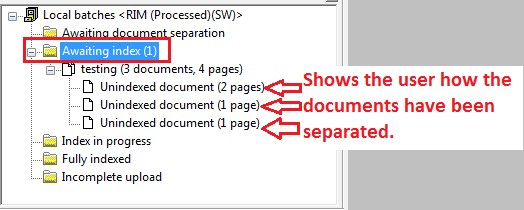 Local batches <RIM (Processed)(SW)>
Awaiting document separation
Awaiting index (1)
testing (3 documents, 4 pages)
Unindexed document (2 pages)
Unindexed document (1 page)
Unindexed document (1 page)
Index in progress
Fully indexed
Incomplete upload
Shows the user how the
documents have been
separated.